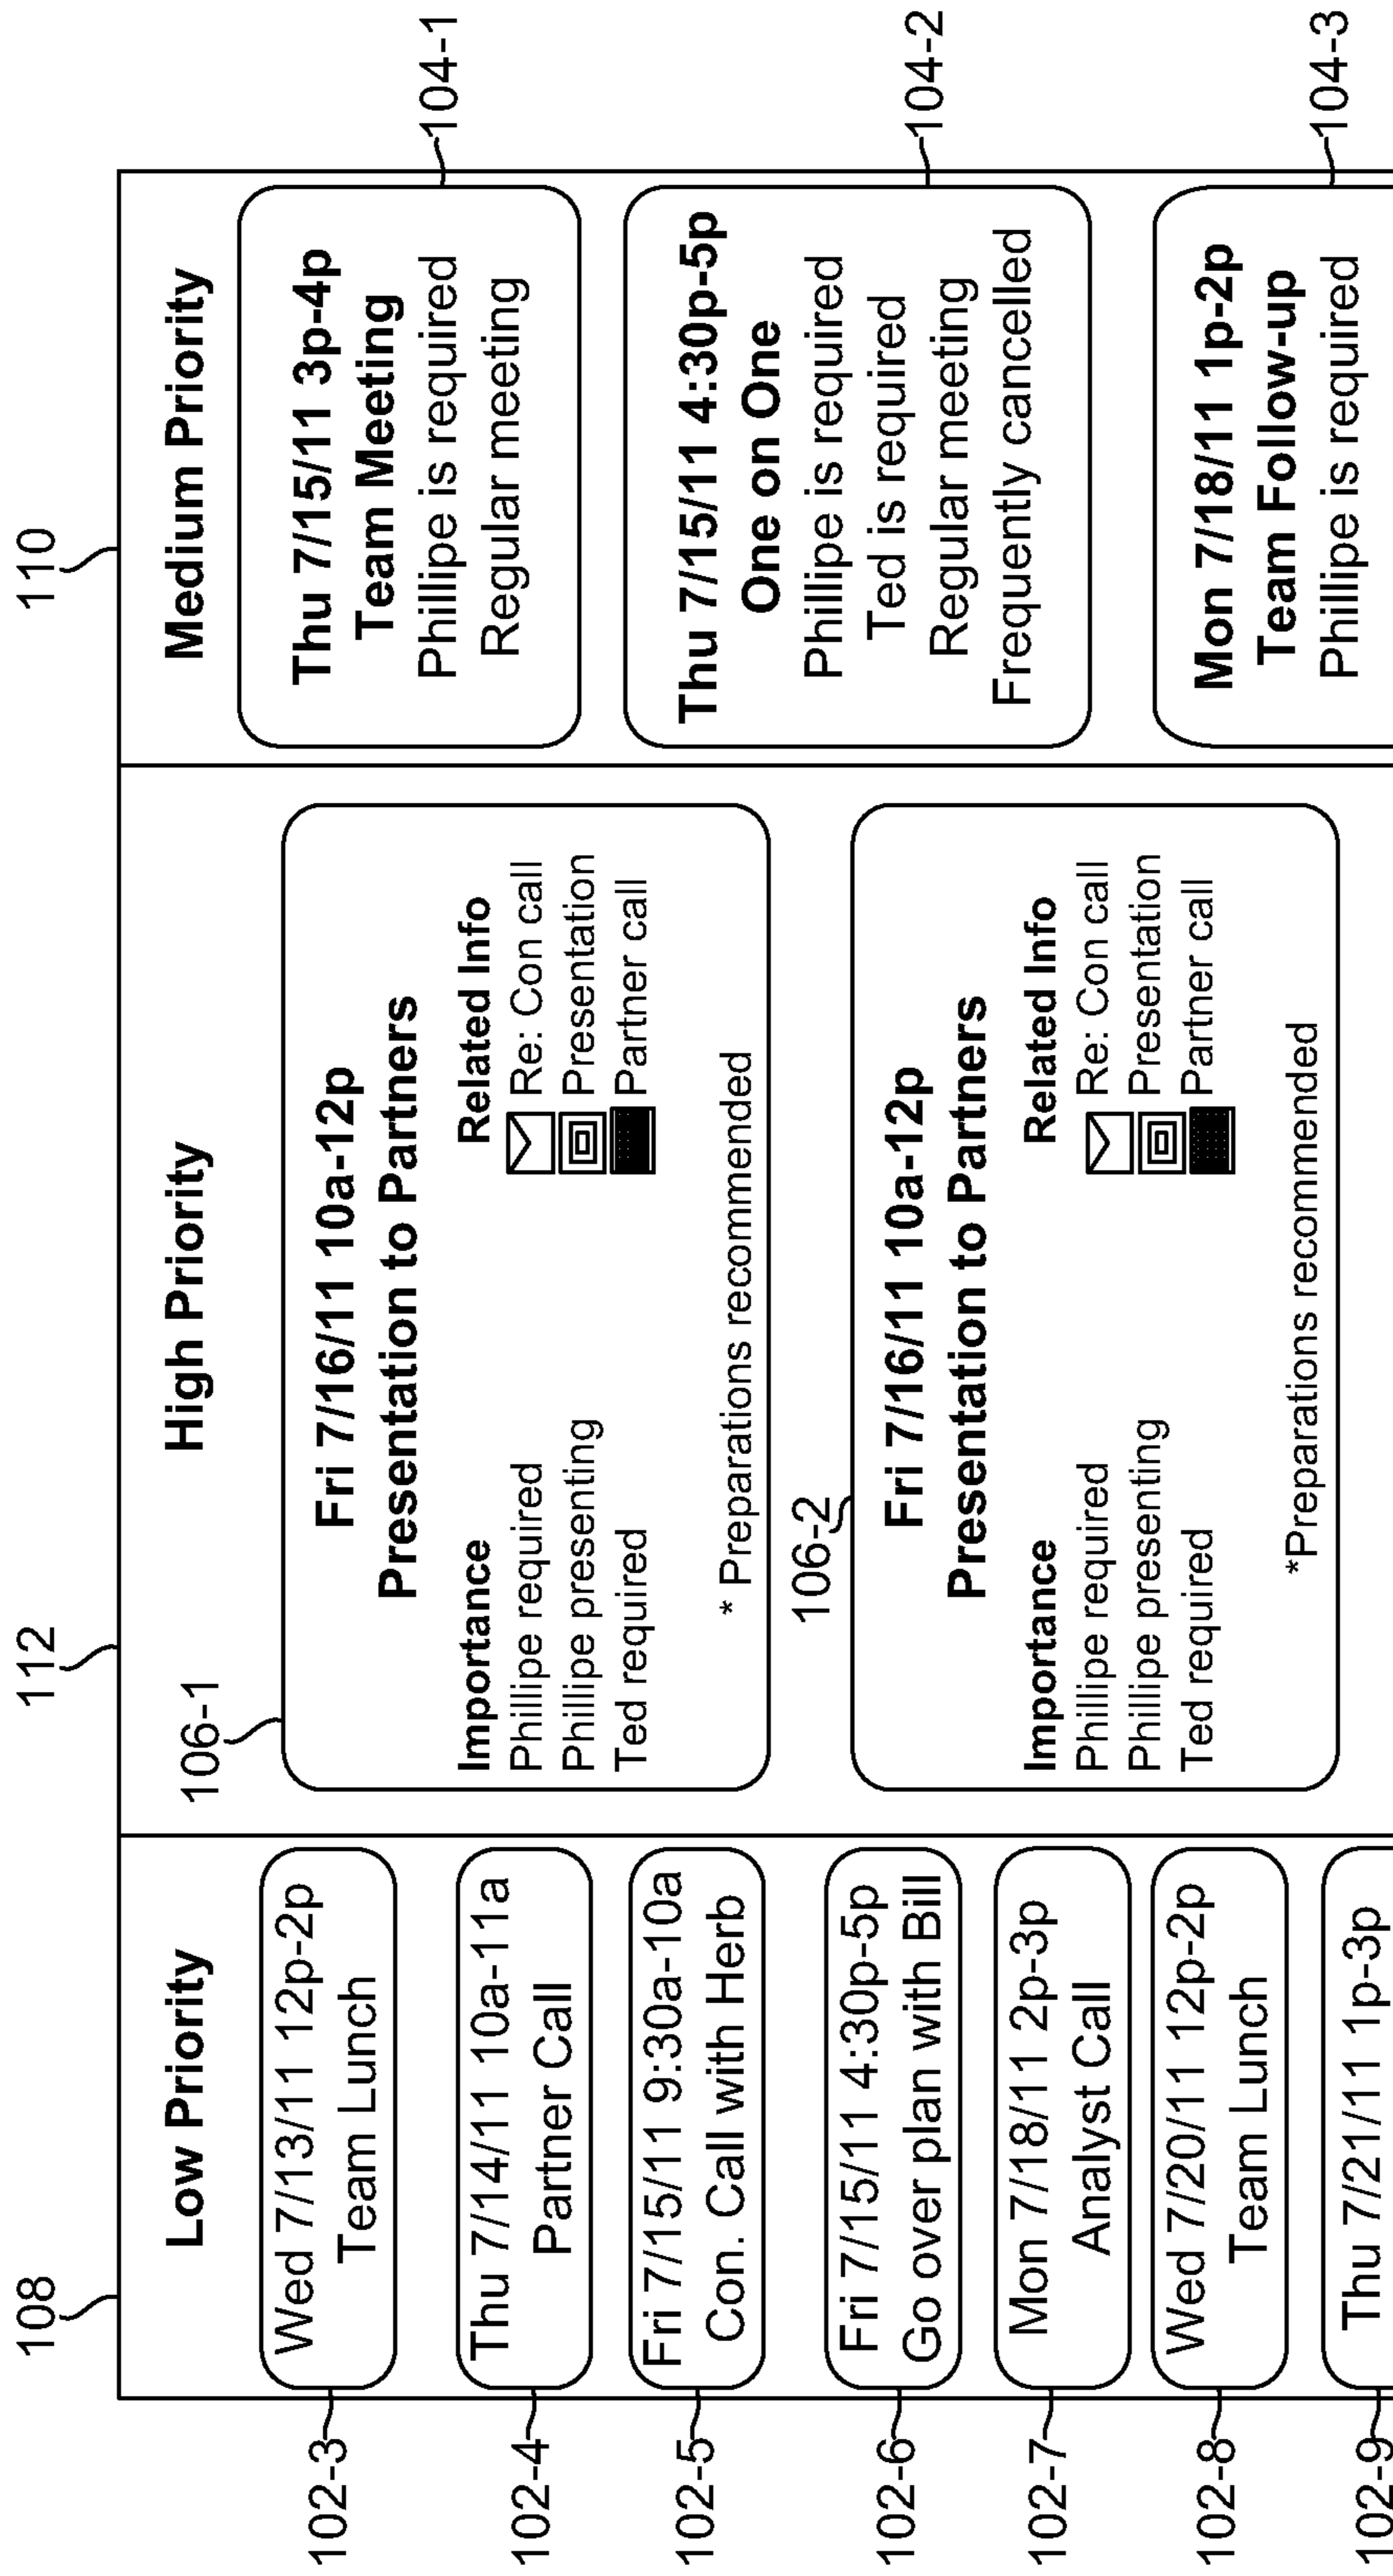 108
112
110
Low Priority
102-3
Wed 7/13/11 12p-2p
Team Lunch
102-4
Thu 7/14/11 10a-11a
Partner Call
102-5
Fri 7/15/11 9:30a-10a
Con. Call with Herb
102-6
Fri 7/15/11 4:30p-5p
Go over plan with Bill
102-7
Mon 7/18/11 2p-3p
Analyst Call
102-8
Wed 7/20/11 12p-2p
Team Lunch
102-9
Thu 7/21/11 1p-3p
High Priority
106-1
Fri 7/16/11 10a-12p
Presentation to Partners
Importance
Phillipe required
Phillipe presenting
Ted required
Related Info
Re: Con call
Presentation
Partner call
* Preparations recommended
106-2
Fri 7/16/11 10a-12p
Presentation to Partners
Importance
Phillipe required
Phillipe presenting
Ted required
Related Info
Re: Con call
Presentation
Partner call
*Preparations recommended
Medium Priority
Thu 7/15/11 3p-4p
Team Meeting
Phillipe is required
Regular meeting
104-1
Thu 7/15/11 4:30p-5p
One on One
Phillipe is required
Ted is required
Regular meeting
Frequently cancelled
104-2
Mon 7/18/11 1p-2p
Team Follow-up
Phillipe is required
104-3